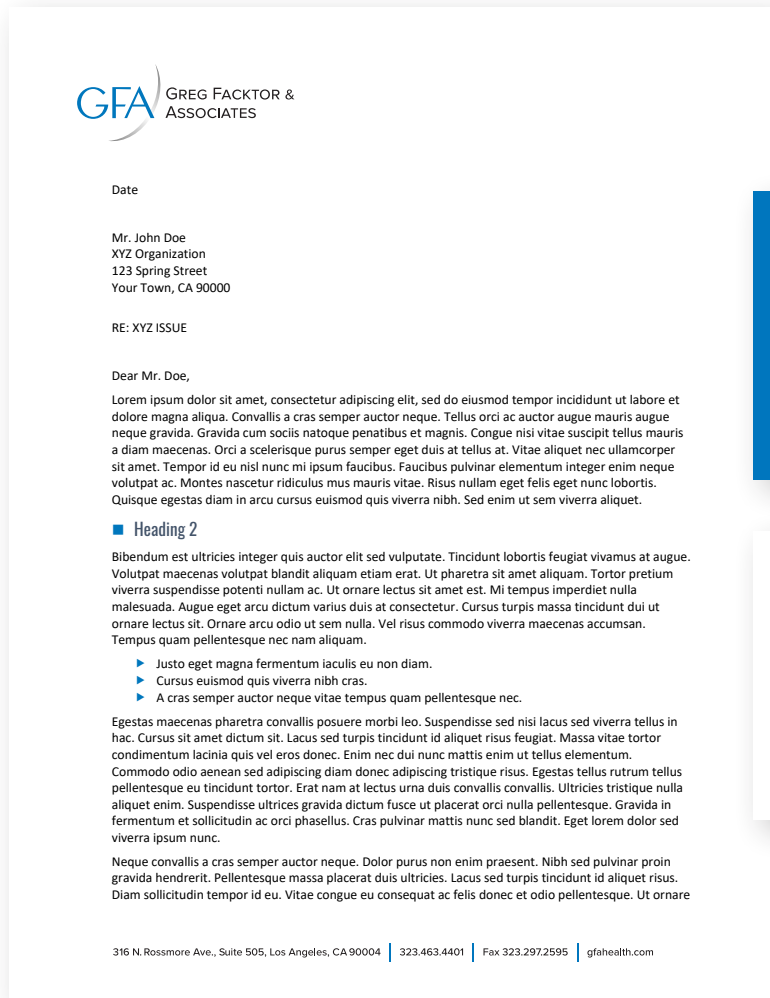 GFA
GREG FACKTOR &
ASSOCIATES
Date
Mr. John Doe
XYZ Organization
123 Spring Street
Your Town, CA 90000
RE: XYZ ISSUE
Dear Mr. Doe,
Lorem ipsum dolor sit amet, consectetur adipiscing elit, sed do eiusmod tempor incididunt ut labore et
dolore magna aliqua. Convallis a cras semper auctor neque. Tellus orci ac auctor augue mauris augue
neque gravida. Gravida cum sociis natoque penatibus et magnis. Congue nisi vitae suscipit tellus mauris
a diam maecenas. Orci a scelerisque purus semper eget duis at tellus at. Vitae aliquet nec ullamcorper
sit amet. Tempor id eu nisl nunc mi ipsum faucibus. Faucibus pulvinar elementum integer enim neque
volutpat ac. Montes nascetur ridiculus mus mauris vitae. Risus nullam eget felis eget nunc lobortis.
Quisque egestas diam in arcu cursus euismod quis viverra nibh. Sed enim ut sem viverra aliquet.
Heading 2
Bibendum est ultricies integer quis auctor elit sed vulputate. Tincidunt lobortis feugiat vivamus at augue.
Volutpat maecenas volutpat blandit aliquam etiam erat. Ut pharetra sit amet aliquam. Tortor pretium
viverra suspendisse potenti nullam ac. Ut ornare lectus sit amet est. Mi tempus imperdiet nulla
malesuada. Augue eget arcu dictum varius duis at consectetur. Cursus turpis massa tincidunt dui ut
ornare lectus sit. Ornare arcu odio ut sem nulla. Vel risus commodo viverra maecenas accumsan.
Tempus quam pellentesque nec nam aliquam.
Justo eget magna fermentum iaculis eu non diam.
Cursus euismod quis viverra nibh cras.
A cras semper auctor neque vitae tempus quam pellentesque nec.
Egestas maecenas pharetra convallis posuere morbi leo. Suspendisse sed nisi lacus sed viverra tellus in
hac. Cursus sit amet dictum sit. Lacus sed turpis tincidunt id aliquet risus feugiat. Massa vitae tortor
condimentum lacinia quis vel eros donec. Enim nec dui nunc mattis enim ut tellus elementum.
Commodo odio aenean sed adipiscing diam donec adipiscing tristique risus. Egestas tellus rutrum tellus
pellentesque eu tincidunt tortor. Erat nam at lectus urna duis convallis convallis. Ultricies tristique nulla
aliquet enim. Suspendisse ultrices gravida dictum fusce ut placerat orci nulla pellentesque. Gravida in
fermentum et sollicitudin ac orci phasellus. Cras pulvinar mattis nunc sed blandit. Eget lorem dolor sed
viverra ipsum nunc.
Neque convallis a cras semper auctor neque. Dolor purus non enim praesent. Nibh sed pulvinar proin
gravida hendrerit. Pellentesque massa placerat duis ultricies. Lacus sed turpis tincidunt id aliquet risus.
Diam sollicitudin tempor id eu. Vitae congue eu consequat ac felis donec et odio pellentesque. Ut ornare
316 N. Rossmore Ave., Suite 505, Los Angeles, CA 90004 | 323.463.4401 | Fax 323.297.2595 | gfahealth.com